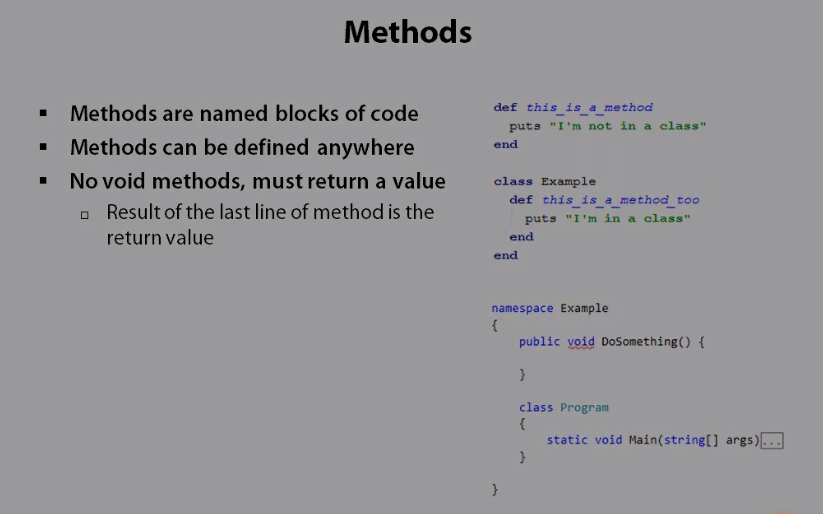 Methods
Methods are named blocks of code
Methods can be defined anywhere
No void methods, must return a value
Result of the last line of method is the
return value
def this_is_a_method
puts "I'm not in a class"
end
class Example
def this_is_a_method_too
puts "I'm in a class"
end
end
namespace Example
{
public void DoSomething() {
}
class Program
{
static void Main(string[] args)...
}
}